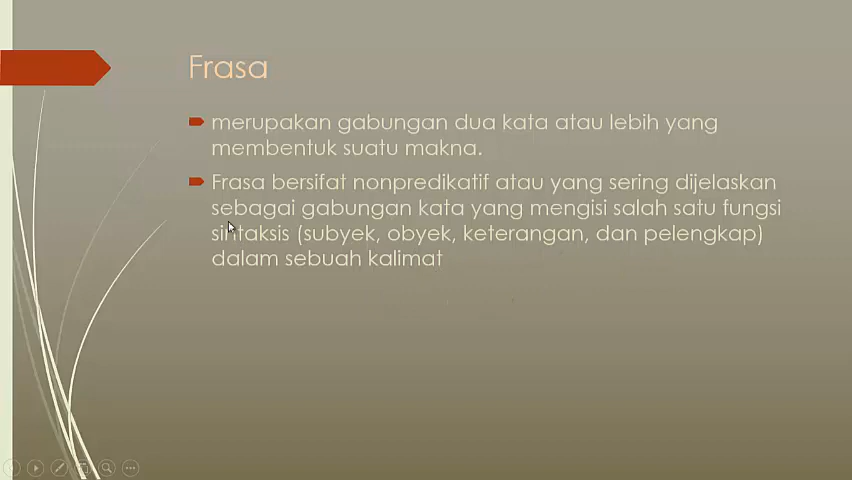 Frasa
merupakan gabungan dua kata atau lebih yang
membentuk suatu makna.
Frasa bersifat nonpredikatif atau yang sering dijelaskan
sebagai gabungan kata yang mengisi salah satu fungsi
sintaksis (subyek, obyek, keterangan, dan pelengkap)
dalam sebuah kalimat